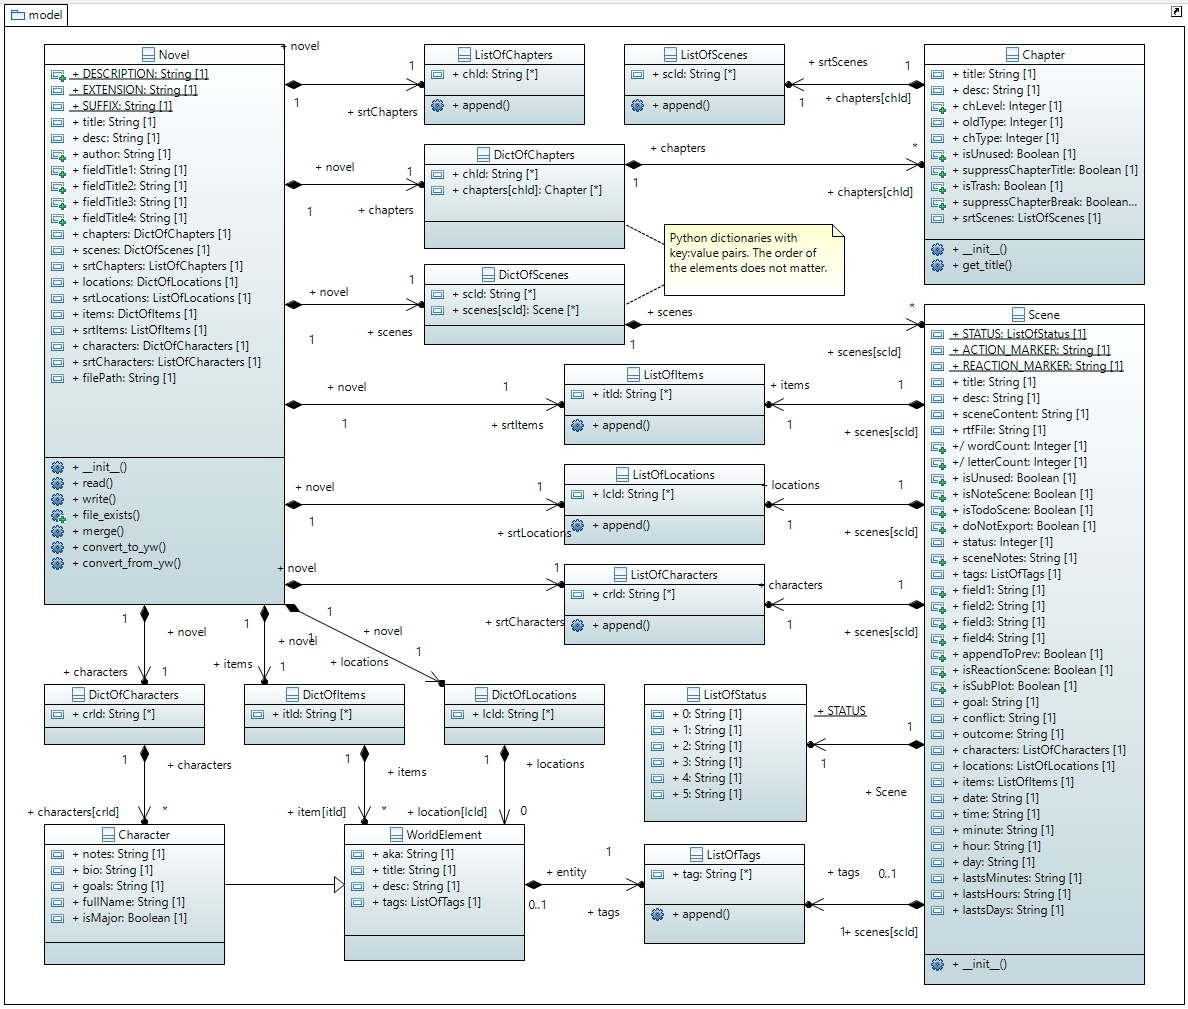 model
Novel
+ DESCRIPTION: String [1]
+ EXTENSION: String [1]
+ SUFFIX: String [1]
+ title: String [1]
+ desc: String [1]
+ author: String [1]
+ fieldTitle1: String [1]
+ fieldTitle2: String [1]
+ fieldTitle3: String [1]
+ fieldTitle4: String [1]
+ chapters: DictOfChapters [1]
+ scenes: DictOfScenes [1]
+ srtChapters: ListOfChapters [1]
+ locations: DictOfLocations [1]
+ srtLocations: ListOfLocations [1]
+ items: DictOfItems [1]
+ srtItems: ListOfItems [1]
+ characters: DictOfCharacters [1]
+ srtCharacters: ListOfCharacters [1]
+ filePath: String [1]
+ __init__()
+ read()
+ write()
+ file_exists()
+ merge()
+ convert_to_yw()
+ convert_from_yw()
+ novel
1
1
+ srtChapters
ListOfChapters
+ chId: String [*]
+ append()
ListOfScenes
+ scId: String [*]
+ append()
+ srtScenes
1
1
+ chapters[chId]
Chapter
+ title: String [1]
+ desc: String [1]
+ chLevel: Integer [1]
+ oldType: Integer [1]
+ chType: Integer [1]
+ isUnused: Boolean [1]
+ suppressChapterTitle: Boolean [1]
+ isTrash: Boolean [1]
+ suppressChapterBreak: Boolean...
+ srtScenes: ListOfScenes [1]
+ __init__()
+ get_title()
+ novel
1
1
+ chapters
DictOfChapters
+ chId: String [*]
+ chapters[chId]: Chapter [*]
+ chapters
*
1
+ chapters[chId]
Python dictionaries with
key:value pairs. The order of
the elements does not matter.
+ novel
1
1
+ scenes
DictOfScenes
+ scId: String [*]
+ scenes[scId]: Scene [*]
+ scenes
*
1
+ scenes[scId]
Scene
+ STATUS: ListOfStatus [1]
+ ACTION_MARKER: String [1]
+ REACTION_MARKER: String [1]
+ title: String [1]
+ desc: String [1]
+ sceneContent: String [1]
+ rtfFile: String [1]
+/ wordCount: Integer [1]
+/ letterCount: Integer [1]
+ isUnused: Boolean [1]
+ isNoteScene: Boolean [1]
+ isTodoScene: Boolean [1]
+ doNotExport: Boolean [1]
+ status: Integer [1]
+ sceneNotes: String [1]
+ tags: ListOfTags [1]
+ field1: String [1]
+ field2: String [1]
+ field3: String [1]
+ field4: String [1]
+ appendToPrev: Boolean [1]
+ isReactionScene: Boolean [1]
+ isSubPlot: Boolean [1]
+ goal: String [1]
+ conflict: String [1]
+ outcome: String [1]
+ characters: ListOfCharacters [1]
+ locations: ListOfLocations [1]
+ items: ListOfItems [1]
+ date: String [1]
+ time: String [1]
+ minute: String [1]
+ hour: String [1]
+ day: String [1]
+ lastsMinutes: String [1]
+ lastsHours: String [1]
+ lastsDays: String [1]
+ __init__()
+ novel
1
1
+ srtItems
ListOfItems
+ itId: String [*]
+ append()
+ items
1
1
+ scenes[scId]
+ novel
1
1
+ srtLocations
ListOfLocations
+ lcId: String [*]
+ append()
locations
1
1
+ scenes[scId]
+ novel
1
1
+ srtCharacters
ListOfCharacters
+ crId: String [*]
+ append()
characters
1
1
+ scenes[scId]
1
+ novel
+ characters
1
1
+ novel
+ items
1
1
+ novel
+ locations
1
DictOfCharacters
+ crId: String [*]
DictOfItems
+ itId: String [*]
DictOfLocations
+ lcId: String [*]
ListOfStatus
+ 0: String [1]
+ 1: String [1]
+ 2: String [1]
+ 3: String [1]
+ 4: String [1]
+ 5: String [1]
+ STATUS
1
1
+ Scene
1
+ characters
+ characters[crId]
*
1
+ items
+ item[itId]
*
1
+ locations
+ location[lcId]
0
Character
+ notes: String [1]
+ bio: String [1]
+ goals: String [1]
+ fullName: String [1]
+ isMajor: Boolean [1]
WorldElement
+ aka: String [1]
+ title: String [1]
+ desc: String [1]
+ tags: ListOfTags [1]
1
+ entity
0..1
+ tags
ListOfTags
+ tag: String [*]
+ append()
+ tags
0..1
1
+ scenes[scId]